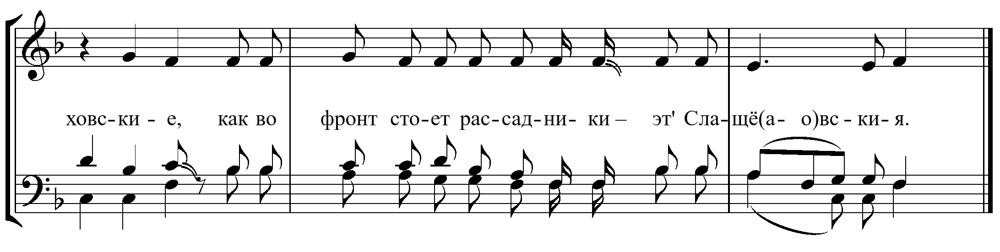 ховс-ки - е, как во фронт сто-ет рас-сад-ни- ки – эт' Сла-щё(а- о)вс - ки- я.